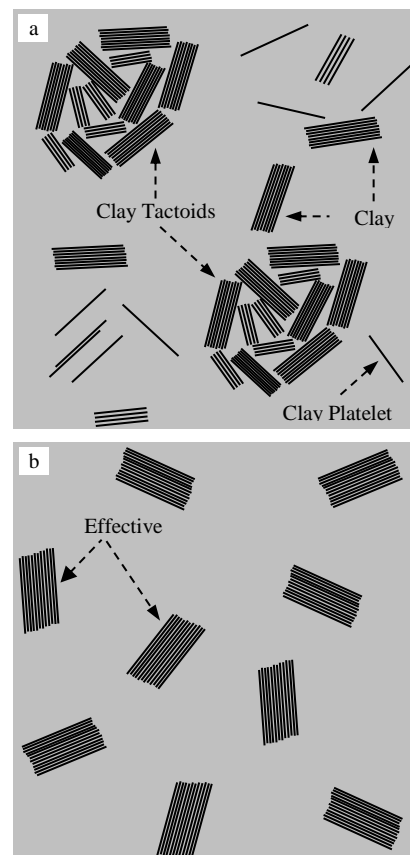 a
Clay Tactoids
Clay
Clay Platelet
b
Effective